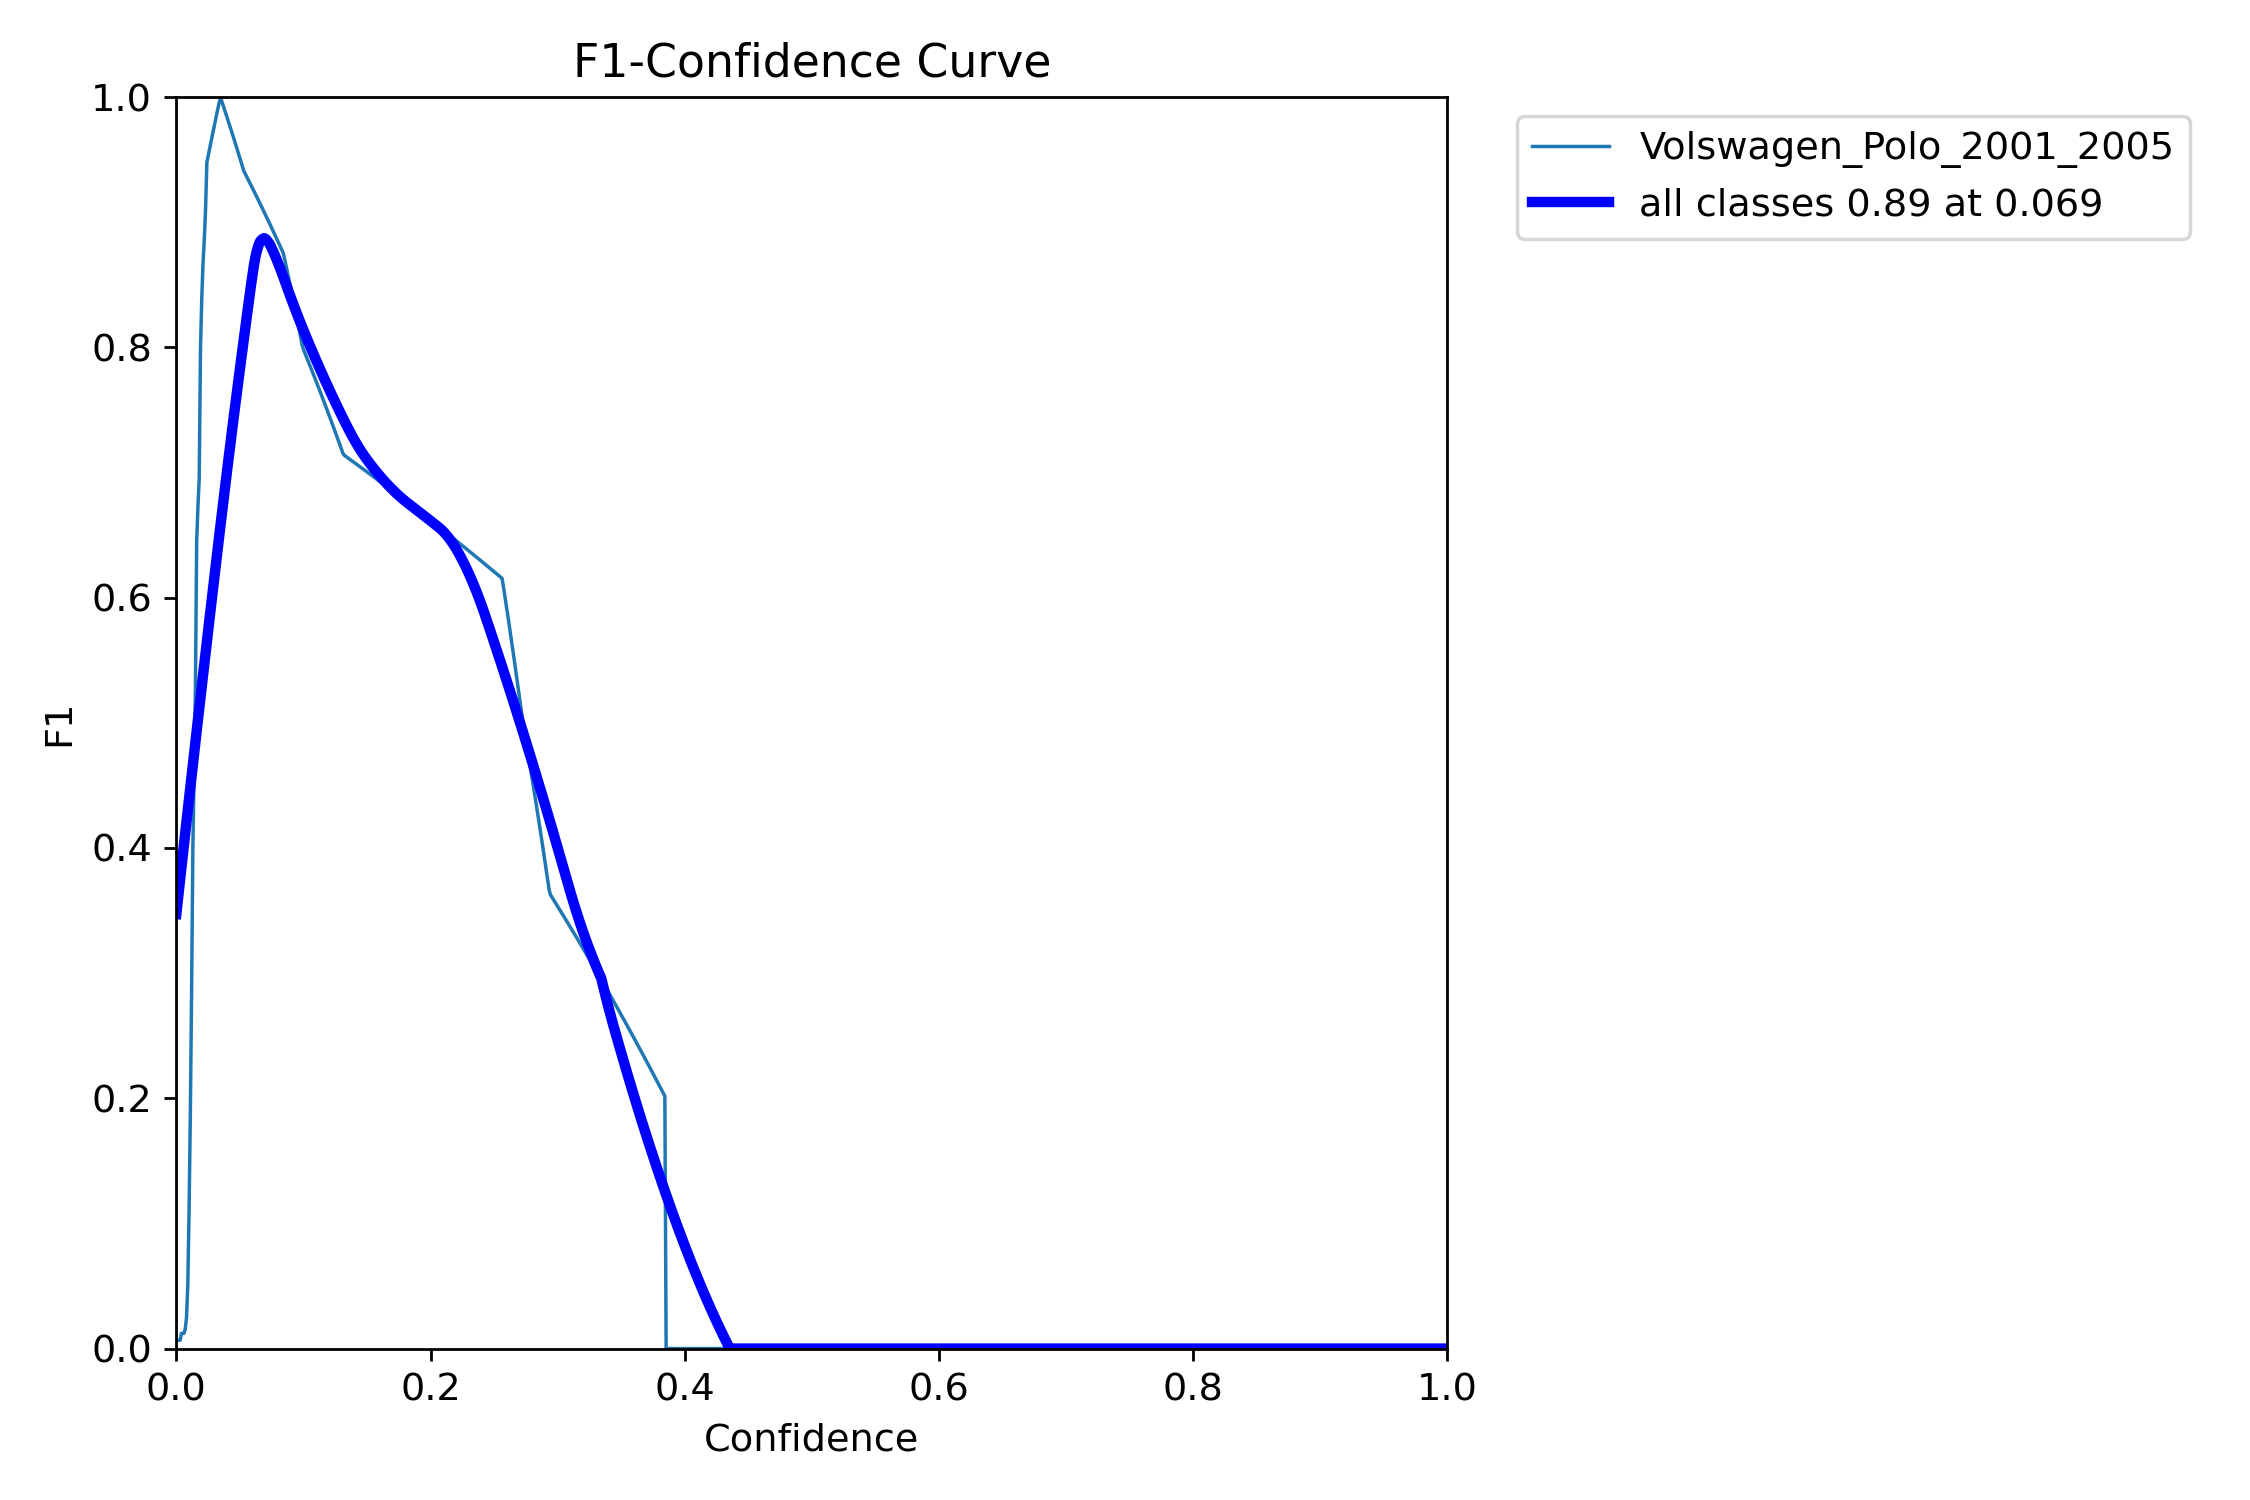 F1-Confidence Curve
Volswagen_Polo_2001_2005
all classes 0.89 at 0.069
F1
1.0
0.8
0.6
0.4
0.2
0.0
0.0 0.2 0.4 0.6 0.8 1.0
Confidence